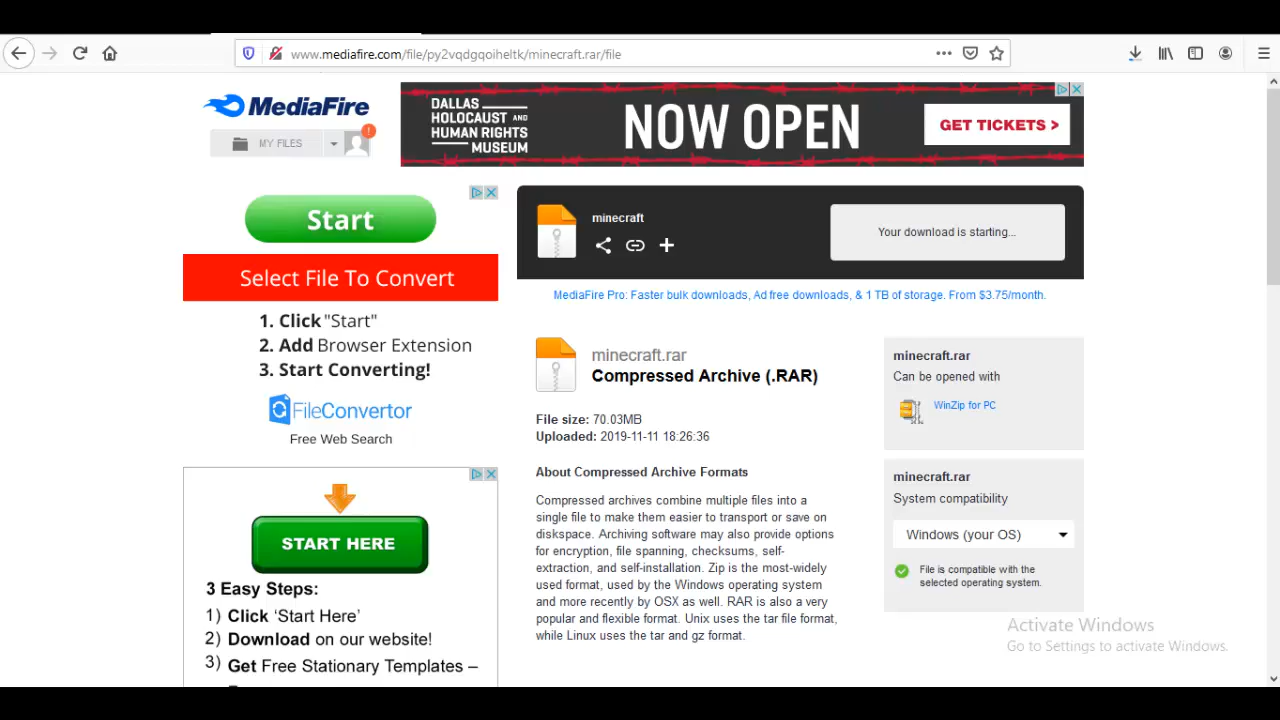 www.mediafire.com/file/py2vqdgqoiheltk/minecraft.rar/file
MediaFire
MY FILES
!
DALLAS
HOLOCAUST AND
HUMAN RIGHTS
MUSEUM
NOW OPEN
GET TICKETS >
Start
Select File To Convert
1. Click "Start"
2. Add Browser Extension
3. Start Converting!
FileConvertor
Free Web Search
START HERE
3 Easy Steps:
1) Click ‘Start Here’
2) Download on our website!
3) Get Free Stationary Templates –
minecraft
Your download is starting...
MediaFire Pro: Faster bulk downloads, Ad free downloads, & 1 TB of storage. From $3.75/month.
minecraft.rar
Compressed Archive (.RAR)
File size: 70.03MB
Uploaded: 2019-11-11 18:26:36
About Compressed Archive Formats
Compressed archives combine multiple files into a
single file to make them easier to transport or save on
diskspace. Archiving software may also provide options
for encryption, file spanning, checksums, self-
extraction, and self-installation. Zip is the most-widely
used format, used by the Windows operating system
and more recently by OSX as well. RAR is also a very
popular and flexible format. Unix uses the tar file format,
while Linux uses the tar and gz format.
minecraft.rar
Can be opened with
WinZip for PC
minecraft.rar
System compatibility
Windows (your OS)
File is compatible with the
selected operating system.
Activate Windows
Go to Settings to activate Windows.